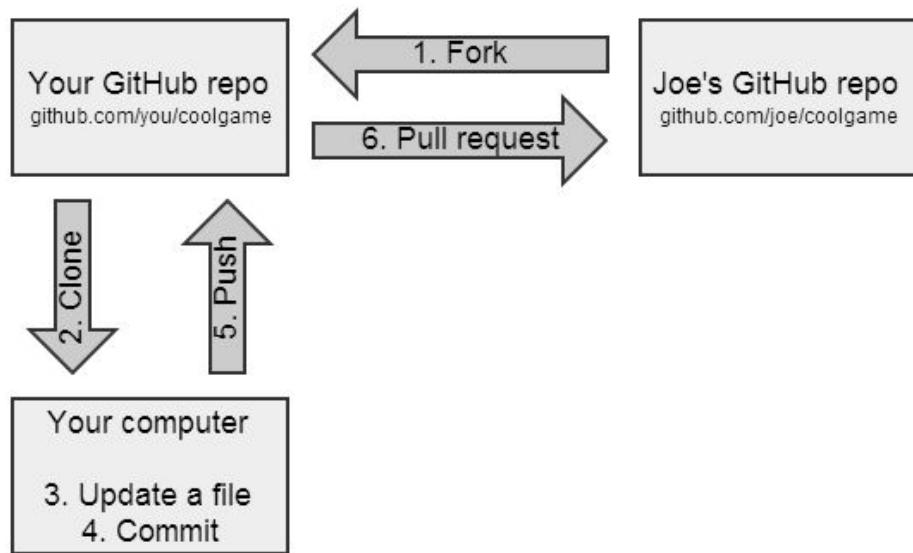 Your GitHub repo
github.com/you/coolgame
1. Fork
6. Pull request
Joe's GitHub repo
github.com/joe/coolgame
2. Clone
5. Push
Your computer
3. Update a file
4. Commit